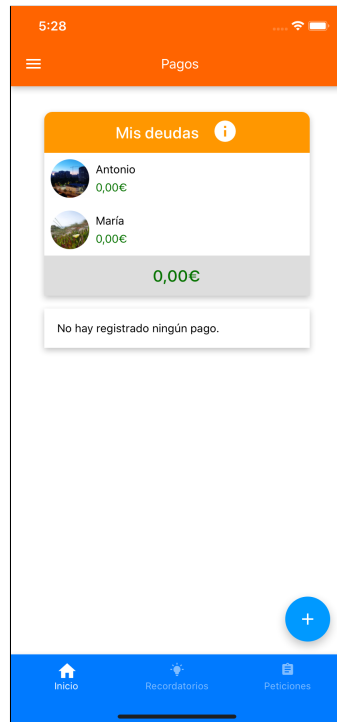 5:28
Pagos
Mis deudas
Antonio
0,00€
María
0,00€
0,00€
No hay registrado ningún pago.
Inicio
Recordatorios
Peticiones